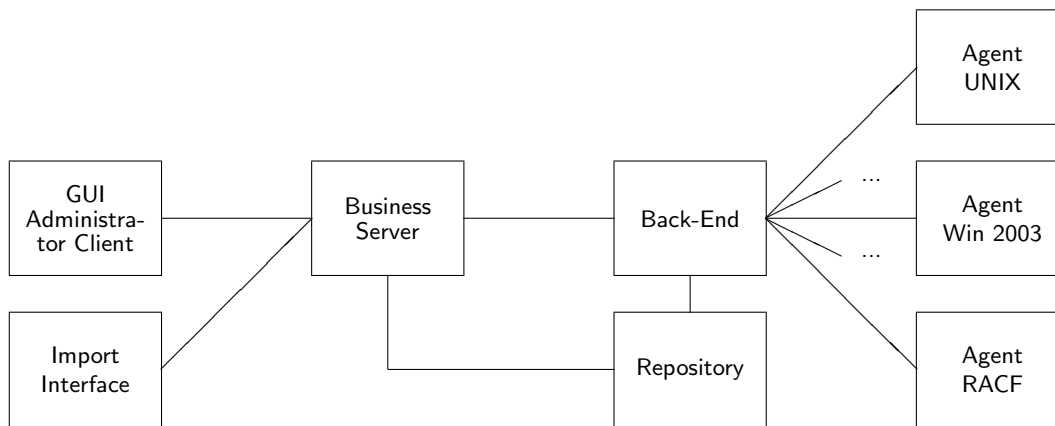 Agent
UNIX
GUI
Administra-
tor Client
Business
Server
Back-End
...
Agent
Win 2003
...
Import
Interface
Repository
Agent
RACF